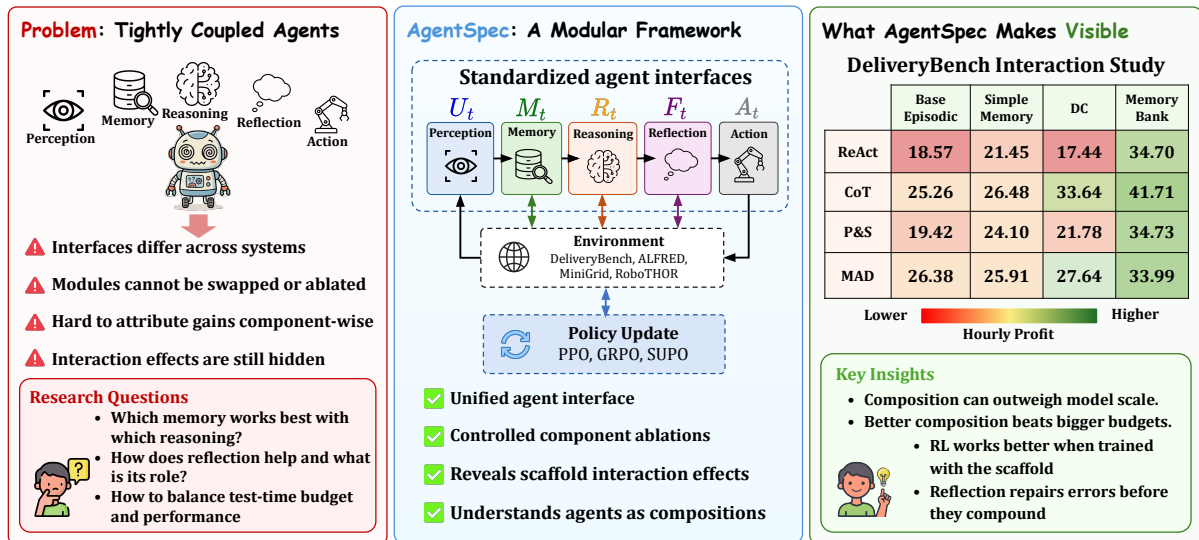 Problem: Tightly Coupled Agents
Perception
Memory
Reasoning
Reflection
Action
Interfaces differ across systems
Modules cannot be swapped or ablated
Hard to attribute gains component-wise
Interaction effects are still hidden
Research Questions
• Which memory works best with
which reasoning?
• How does reflection help and what
is its role?
• How to balance test-time budget
and performance
?
AgentSpec: A Modular Framework
Standardized agent interfaces
U_t M_t R_t F_t A_t
Perception Memory Reasoning Reflection Action
Environment
DeliveryBench, ALFRED,
MiniGrid, RoboTHOR
Policy Update
PPO, GRPO, SUPO
Unified agent interface
Controlled component ablations
Reveals scaffold interaction effects
Understands agents as compositions
What AgentSpec Makes Visible
DeliveryBench Interaction Study
Base Episodic Simple Memory DC Memory Bank
ReAct 18.57 21.45 17.44 34.70
CoT 25.26 26.48 33.64 41.71
P&S 19.42 24.10 21.78 34.73
MAD 26.38 25.91 27.64 33.99
Lower Higher
Hourly Profit
Key Insights
• Composition can outweigh model scale.
• Better composition beats bigger budgets.
• RL works better when trained
with the scaffold
• Reflection repairs errors before
they compound